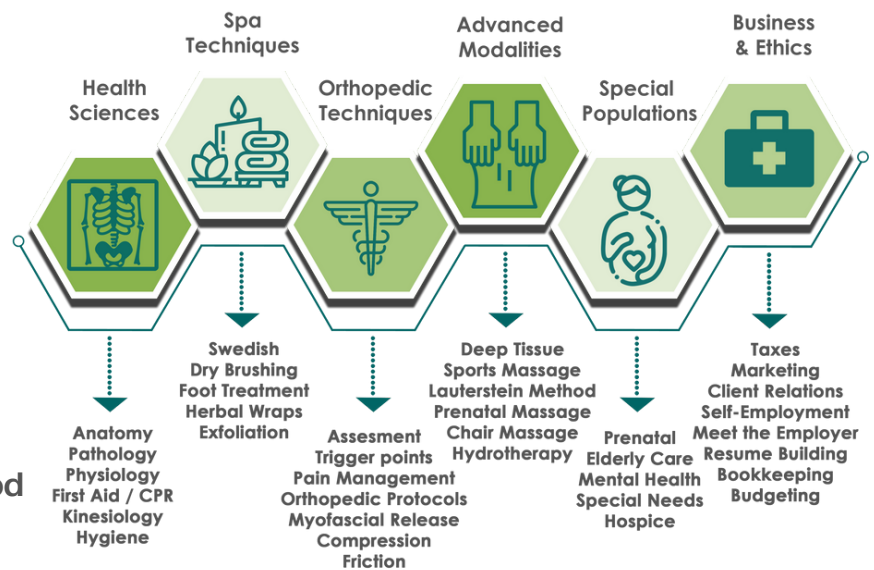 Spa
Techniques
Advanced
Modalities
Business
& Ethics
Health
Sciences
Orthopedic
Techniques
Special
Populations
Anatomy
Pathology
Physiology
First Aid / CPR
Kinesiology
Hygiene
Swedish
Dry Brushing
Foot Treatment
Herbal Wraps
Exfoliation
Assesment
Trigger points
Pain Management
Orthopedic Protocols
Myofascial Release
Compression
Friction
Deep Tissue
Sports Massage
Lauterstein Method
Prenatal Massage
Chair Massage
Hydrotherapy
Prenatal
Elderly Care
Mental Health
Special Needs
Hospice
Taxes
Marketing
Client Relations
Self-Employment
Meet the Employer
Resume Building
Bookkeeping
Budgeting